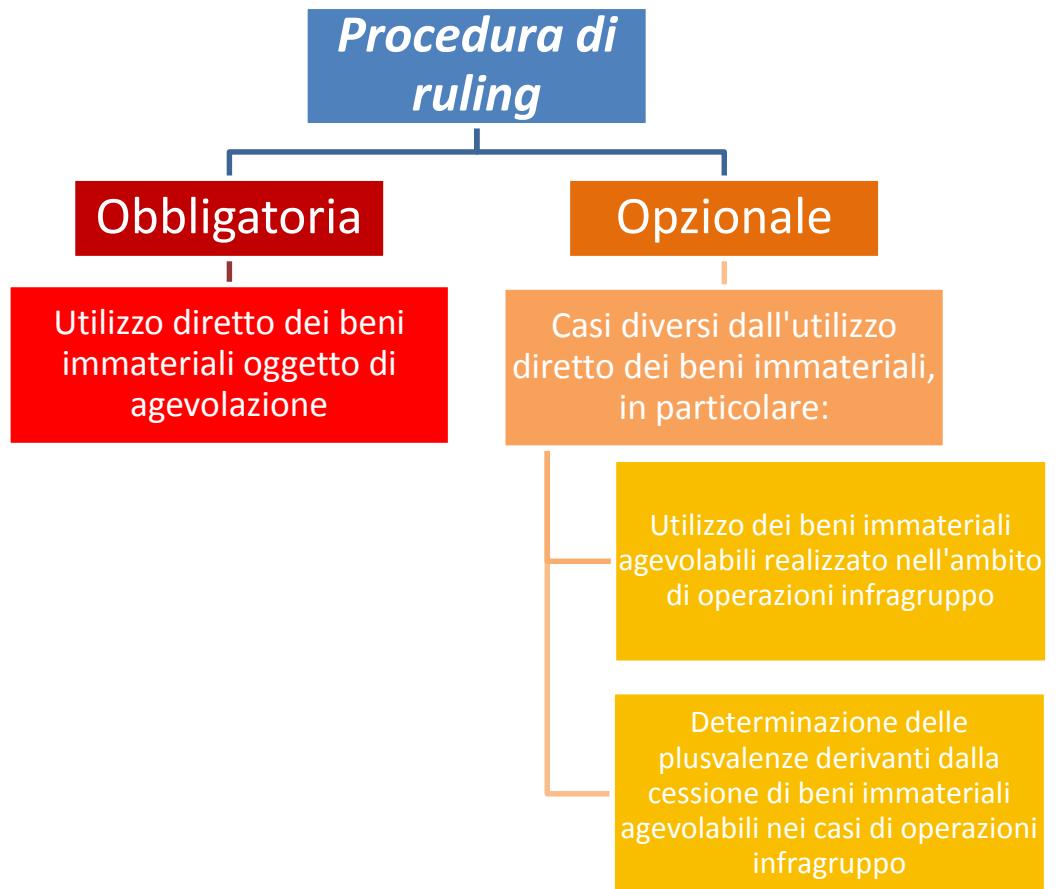 Procedura di
ruling
Obbligatoria
Utilizzo diretto dei beni
immateriali oggetto di
agevolazione
Opzionale
Casi diversi dall'utilizzo
diretto dei beni immateriali,
in particolare:
Utilizzo dei beni immateriali
agevolabili realizzato nell'ambito
di operazioni infragruppo
Determinazione delle
plusvalenze derivanti dalla
cessione di beni immateriali
agevolabili nei casi di operazioni
infragruppo